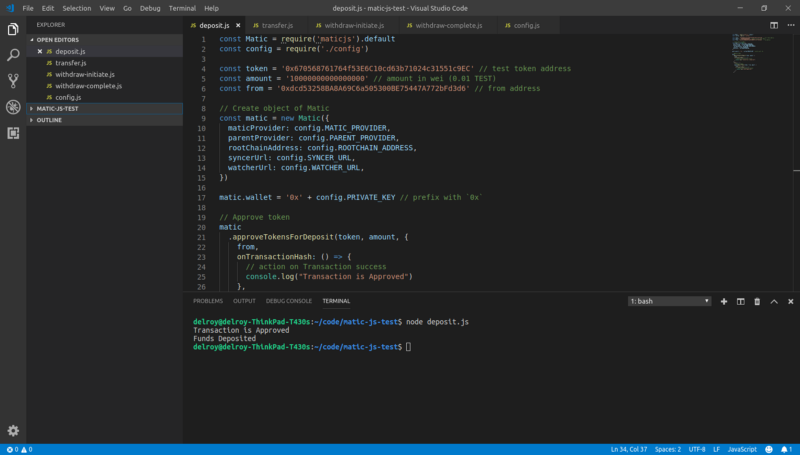 File Edit Selection View Go Debug Terminal Help
deposit.js - matic-js-test - Visual Studio Code
EXPLORER
OPEN EDITORS
deposit.js
transfer.js
withdraw-initiate.js
withdraw-complete.js
config.js
MATIC-JS-TEST
OUTLINE
JS deposit.js JS transfer.js JS withdraw-initiate.js JS withdraw-complete.js JS config.js
1 const Matic = require('maticjs').default
2 const config = require('./config')
3
4 const token = '0x670568761764f53E6C10cd63b71024c31551c9EC' // test token address
5 const amount = '10000000000000000' // amount in wei (0.01 TEST)
6 const from = '0xdcd53258BA8A69C6a505300BE75447A772bFd3d6' // from address
7
8 // Create object of Matic
9 const matic = new Matic({
10 maticProvider: config.MATIC_PROVIDER,
11 parentProvider: config.PARENT_PROVIDER,
12 rootChainAddress: config.ROOTCHAIN_ADDRESS,
13 syncerUrl: config.SYNCER_URL,
14 watcherUrl: config.WATCHER_URL,
15 })
16
17 matic.wallet = '0x' + config.PRIVATE_KEY // prefix with `0x`
18
19 // Approve token
20 matic
21 .approveTokensForDeposit(token, amount, {
22 from,
23 onTransactionHash: () => {
24 // action on Transaction success
25 console.log("Transaction is Approved")
26 },
PROBLEMS OUTPUT DEBUG CONSOLE TERMINAL 1: bash
delroy@delroy-ThinkPad-T430s:~/code/matic-js-test$ node deposit.js
Transaction is Approved
Funds Deposited
delroy@delroy-ThinkPad-T430s:~/code/matic-js-test$
0 0 Ln 34, Col 37 Spaces: 2 UTF-8 LF JavaScript 1